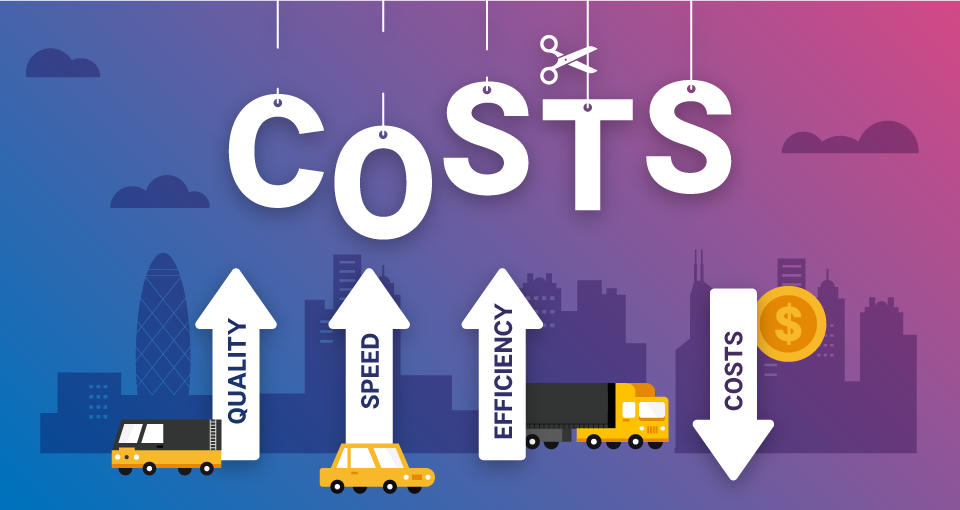 COSTS
QUALITY
SPEED
EFFICIENCY
COSTS
$